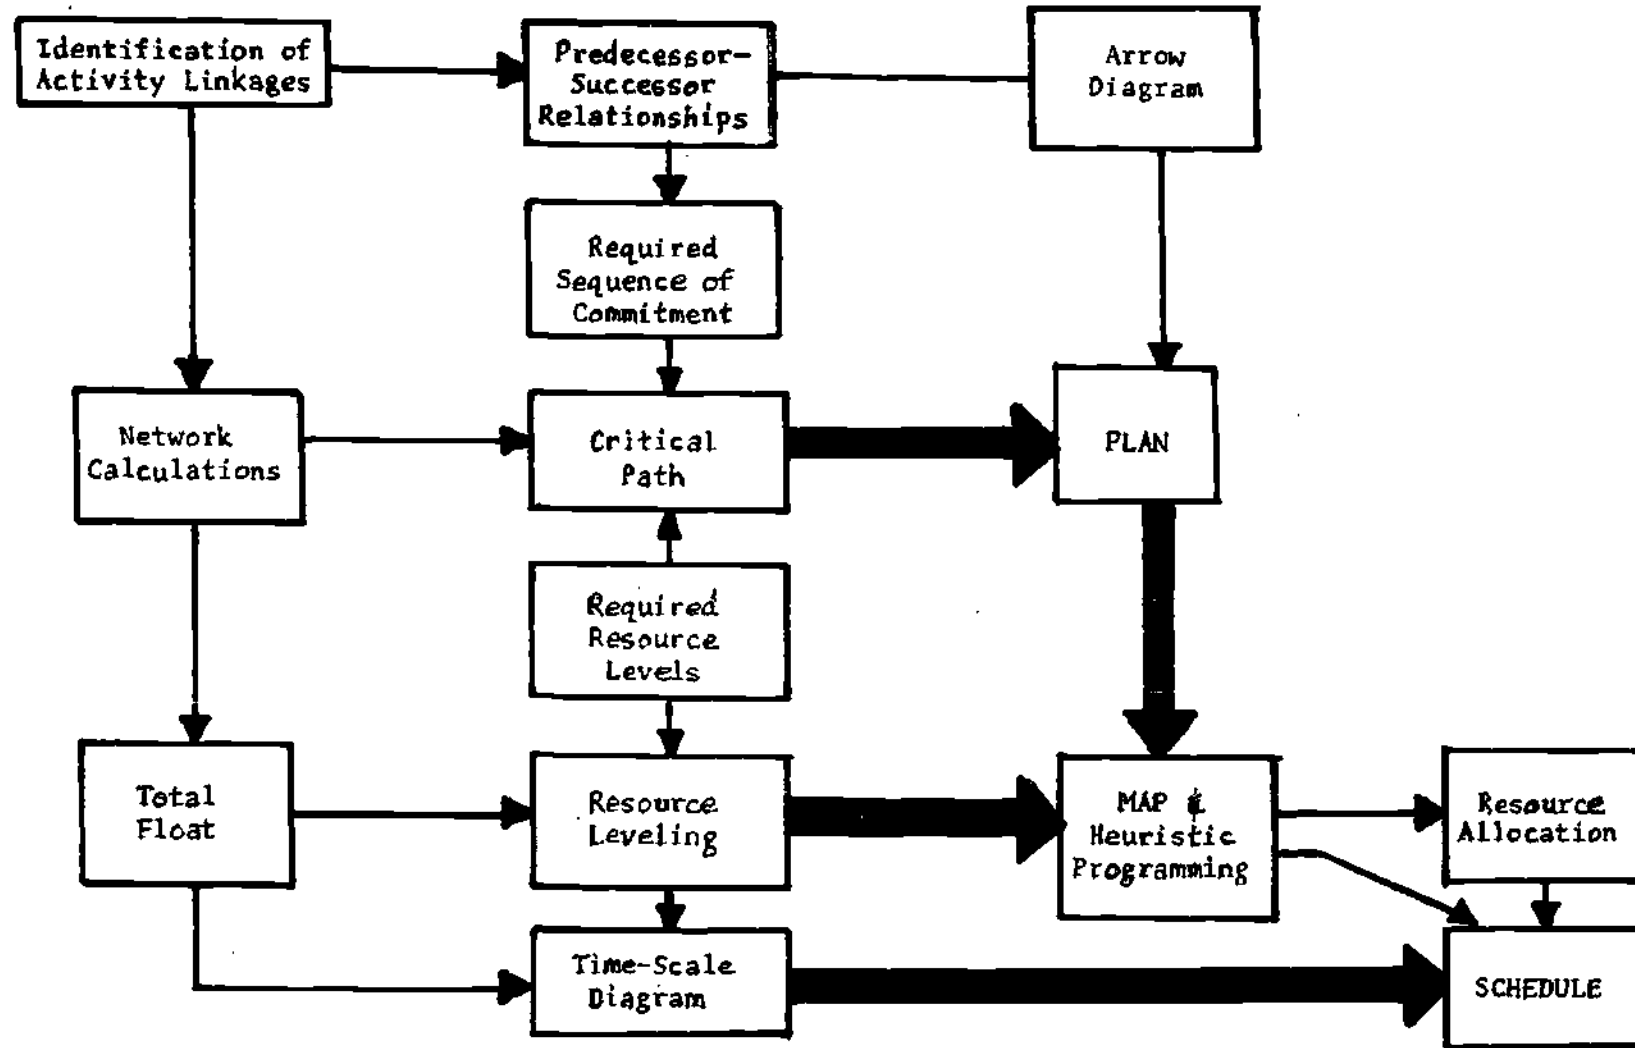 Identification of
Activity Linkages
Predecessor-
Successor
Relationships
Arrow
Diagram
Required
Sequence of
Commitment
Network
Calculations
Critical
Path
PLAN
Required
Resource
Levels
Total
Float
Resource
Leveling
MAP &
Heuristic
Programming
Resource
Allocation
Time-Scale
Diagram
SCHEDULE